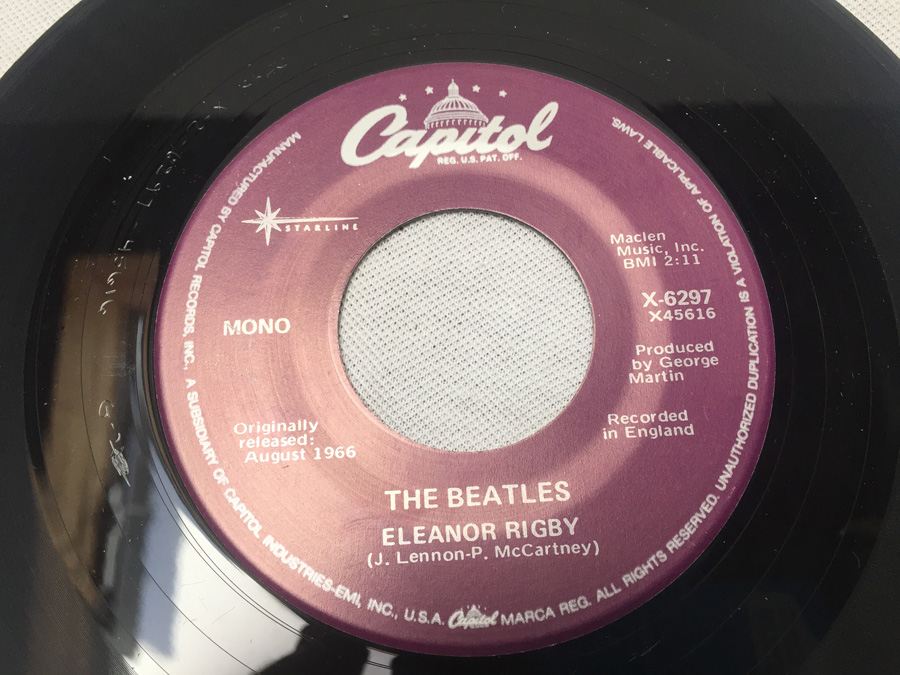 Capitol
REG. U.S. PAT. OFF.
STARLINE
MONO
Originally
released:
August 1966
Maclen
Music, Inc.
BMI 2:11
X-6297
X45616
Produced
by George
Martin
Recorded
in England
THE BEATLES
ELEANOR RIGBY
(J. Lennon-P. McCartney)
MANUFACTURED BY CAPITOL RECORDS, INC., A SUBSIDIARY OF CAPITOL INDUSTRIES-EMI, INC., U.S.A. Capitol MARCA REG. ALL RIGHTS RESERVED. UNAUTHORIZED DUPLICATION IS A VIOLATION OF APPLICABLE LAWS.